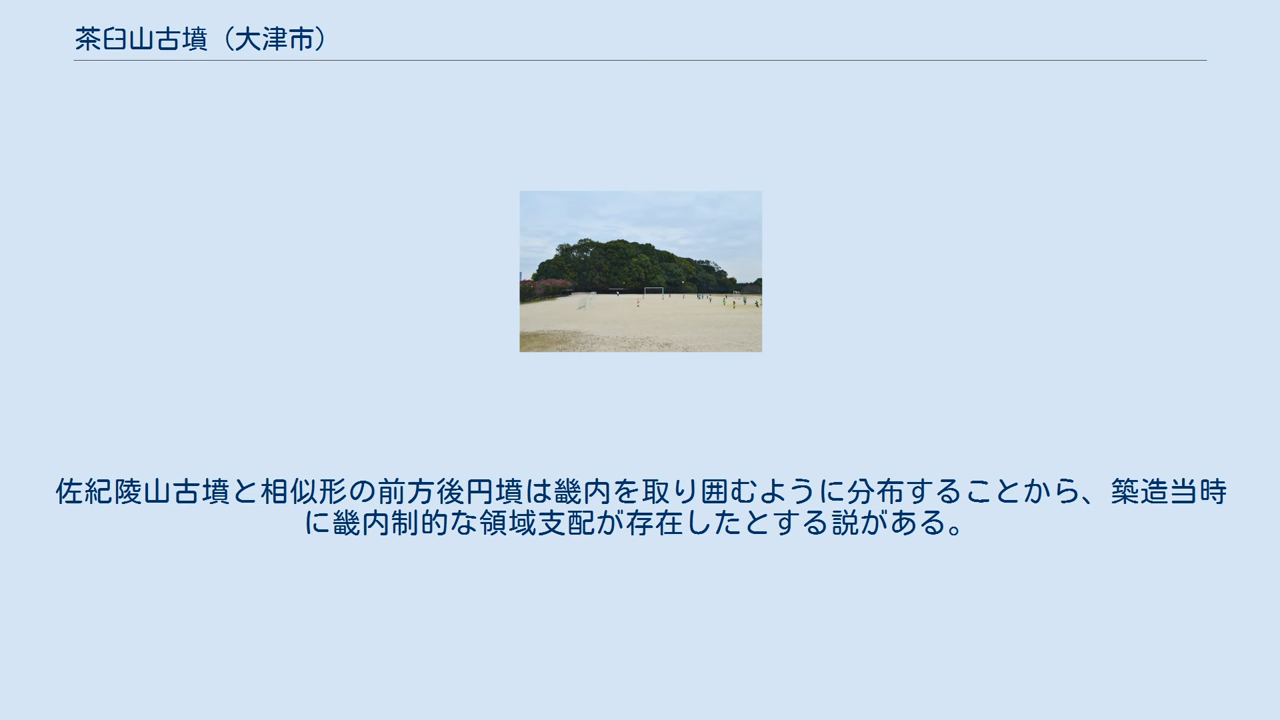 茶臼山古墳（大津市）
佐紀陵山古墳と相似形の前方後円墳は畿内を取り囲むように分布することから、築造当時
に畿内制的な領域支配が存在したとする説がある。